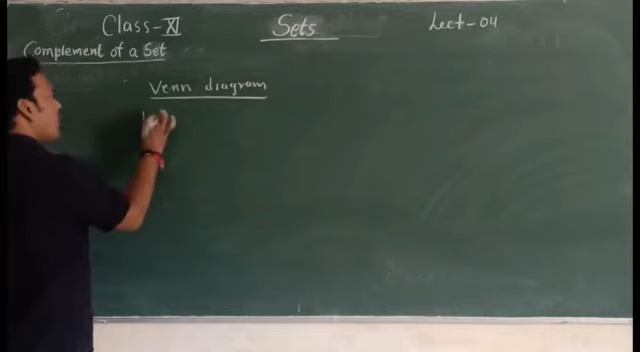 Class-XI Sets Lect-04
Complement of a Set
Venn diagram